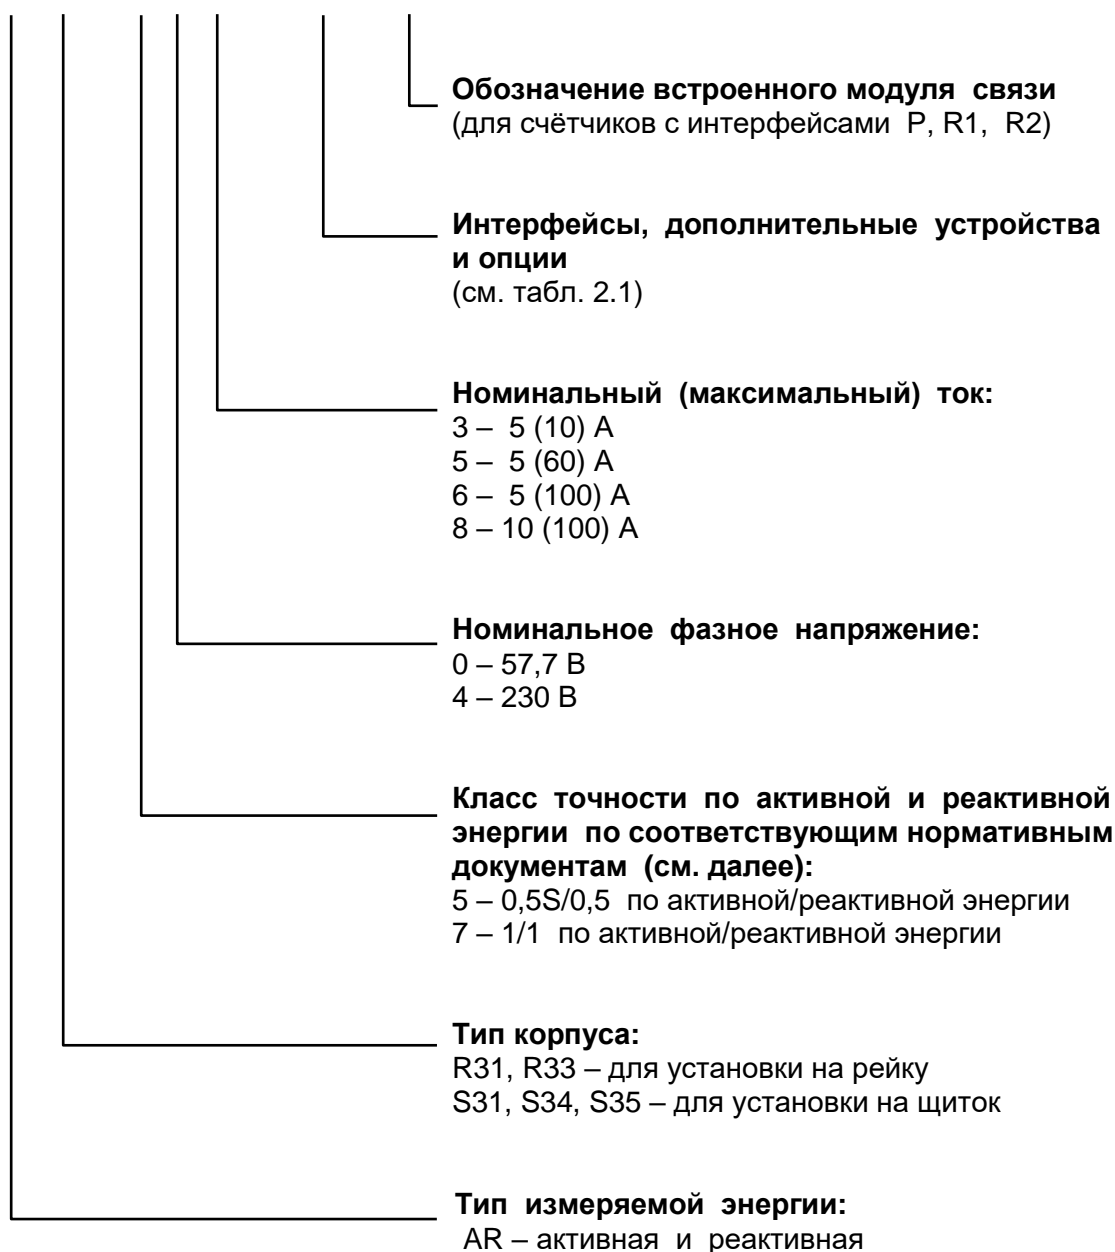 Обозначение встроенного модуля связи
(для счётчиков с интерфейсами P, R1, R2)
Интерфейсы, дополнительные устройства
и опции
(см. табл. 2.1)
Номинальный (максимальный) ток:
3 – 5 (10) А
5 – 5 (60) А
6 – 5 (100) А
8 – 10 (100) А
Номинальное фазное напряжение:
0 – 57,7 В
4 – 230 В
Класс точности по активной и реактивной
энергии по соответствующим нормативным
документам (см. далее):
5 – 0,5S/0,5 по активной/реактивной энергии
7 – 1/1 по активной/реактивной энергии
Тип корпуса:
R31, R33 – для установки на рейку
S31, S34, S35 – для установки на щиток
Тип измеряемой энергии:
AR – активная и реактивная